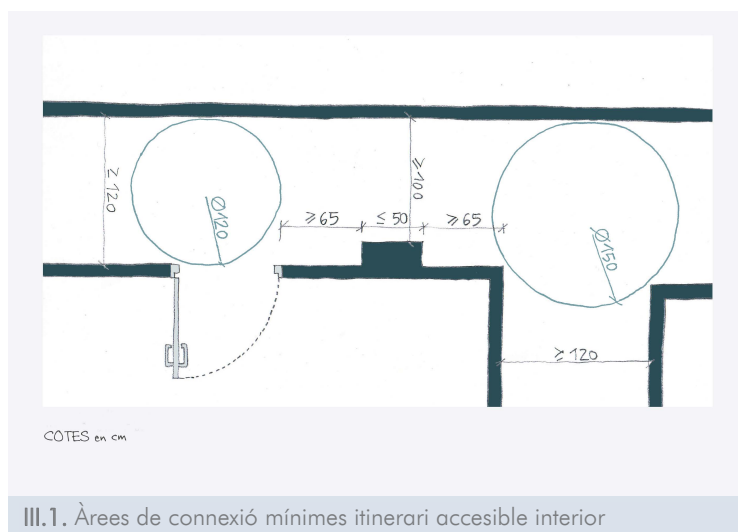 ≥ 120
Ø120
≥65
≤ 50
≥65
≥100
Ø150
≥ 120
COTES en cm
III.1. Àrees de connexió mínimes itinerari accesible interior